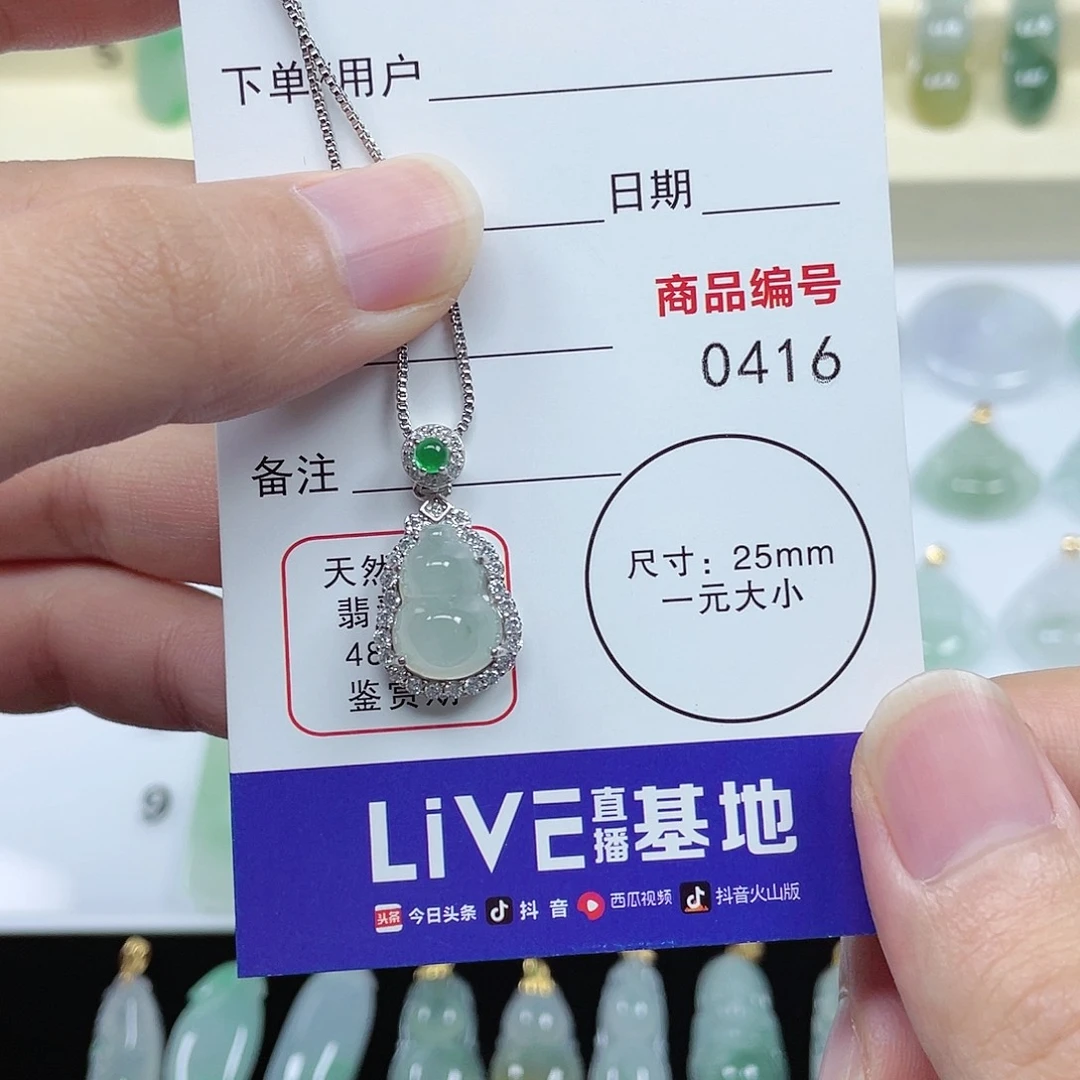 下单 用户
日期
商品编号
0416
备注
尺寸：25mm
一元大小
天然
翡
48
鉴赏期
LiVE直播基地
头条 今日头条 抖音 西瓜视频 抖音火山版
9